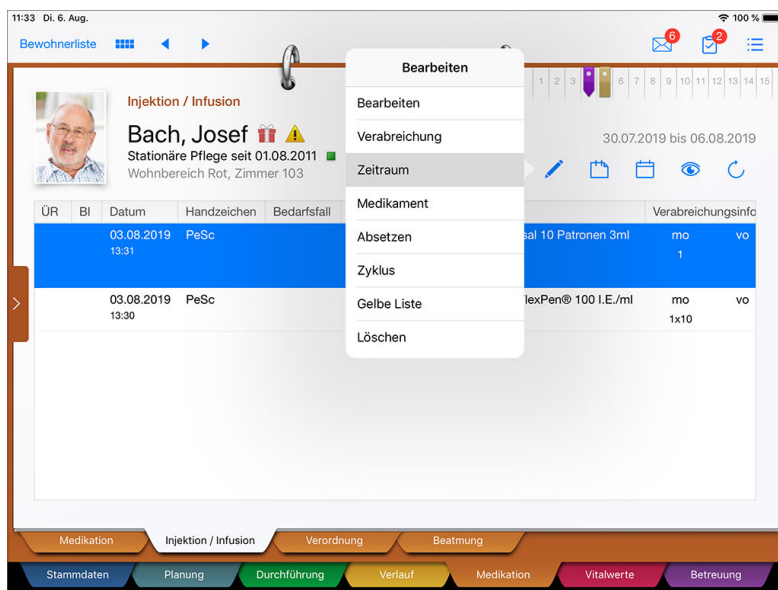 11:33 Di. 6. Aug.
100 %
Bewohnerliste
6
2
Bearbeiten
Bearbeiten
Verabreichung
Zeitraum
Medikament
Absetzen
Zyklus
Gelbe Liste
Löschen
1 2 3 6 7 8 9 10 11 12 13 14 15
Injektion / Infusion
Bach, Josef
Stationäre Pflege seit 01.08.2011
Wohnbereich Rot, Zimmer 103
30.07.2019 bis 06.08.2019
ÜR BI Datum Handzeichen Bedarfsfall Verabreichungsinfo
03.08.2019 PeSc sal 10 Patronen 3ml mo vo
13:31 1
03.08.2019 PeSc lexPen® 100 I.E./ml mo vo
13:30 1x10
Medikation Injektion / Infusion Verordnung Beatmung
Stammdaten Planung Durchführung Verlauf Medikation Vitalwerte Betreuung